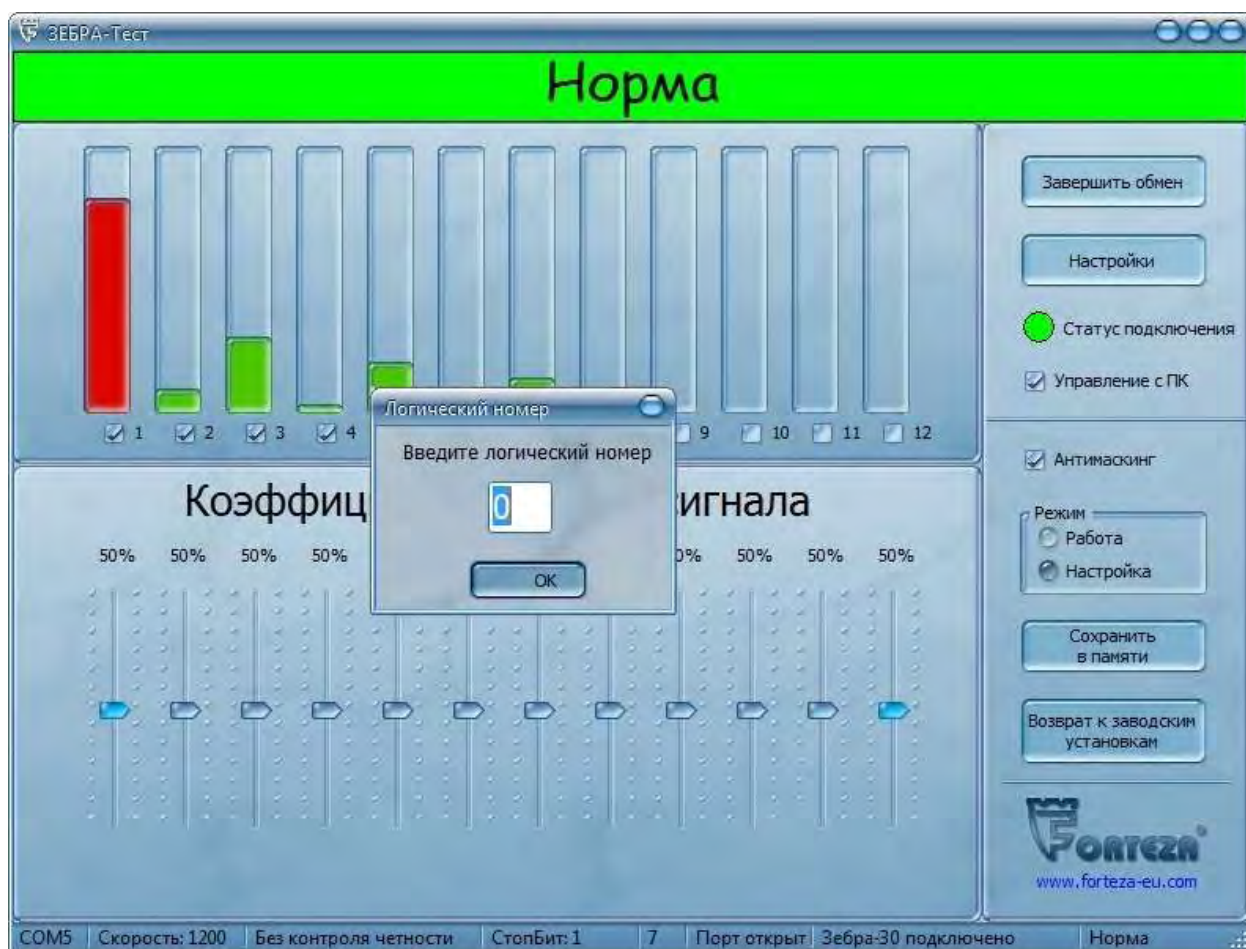 ЗЕБРА-Тест
Норма
1 2 3 4 9 10 11 12
Логический номер
Введите логический номер
0
OK
Коэффиц игнала
50% 50% 50% 50% 0% 50% 50% 50%
Завершить обмен
Настройки
Статус подключения
Управление с ПК
Антимаскинг
Режим
Работа
Настройка
Сохранить
в памяти
Возврат к заводским
установкам
FORTEZA®
www.forteza-eu.com
COM5 Скорость: 1200 Без контроля четности СтопБит: 1 7 Порт открыт Зебра-30 подключено Норма